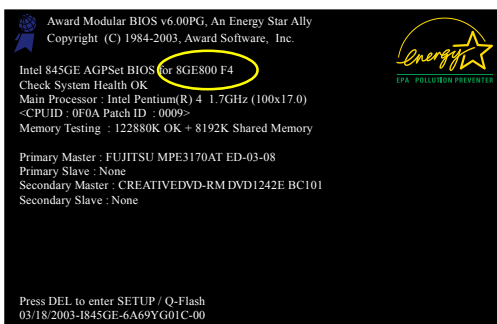 Award Modular BIOS v6.00PG, An Energy Star Ally
Copyright (C) 1984-2003, Award Software, Inc.
energy
EPA POLLUTION PREVENTER
Intel 845GE AGPSet BIOS for 8GE800 F4
Check System Health OK
Main Processor : Intel Pentium(R) 4 1.7GHz (100x17.0)
<CPUID : 0F0A Patch ID : 0009>
Memory Testing : 122880K OK + 8192K Shared Memory
Primary Master : FUJITSU MPE3170AT ED-03-08
Primary Slave : None
Secondary Master : CREATIVEDVD-RM DVD1242E BC101
Secondary Slave : None
Press DEL to enter SETUP / Q-Flash
03/18/2003-I845GE-6A69YG01C-00